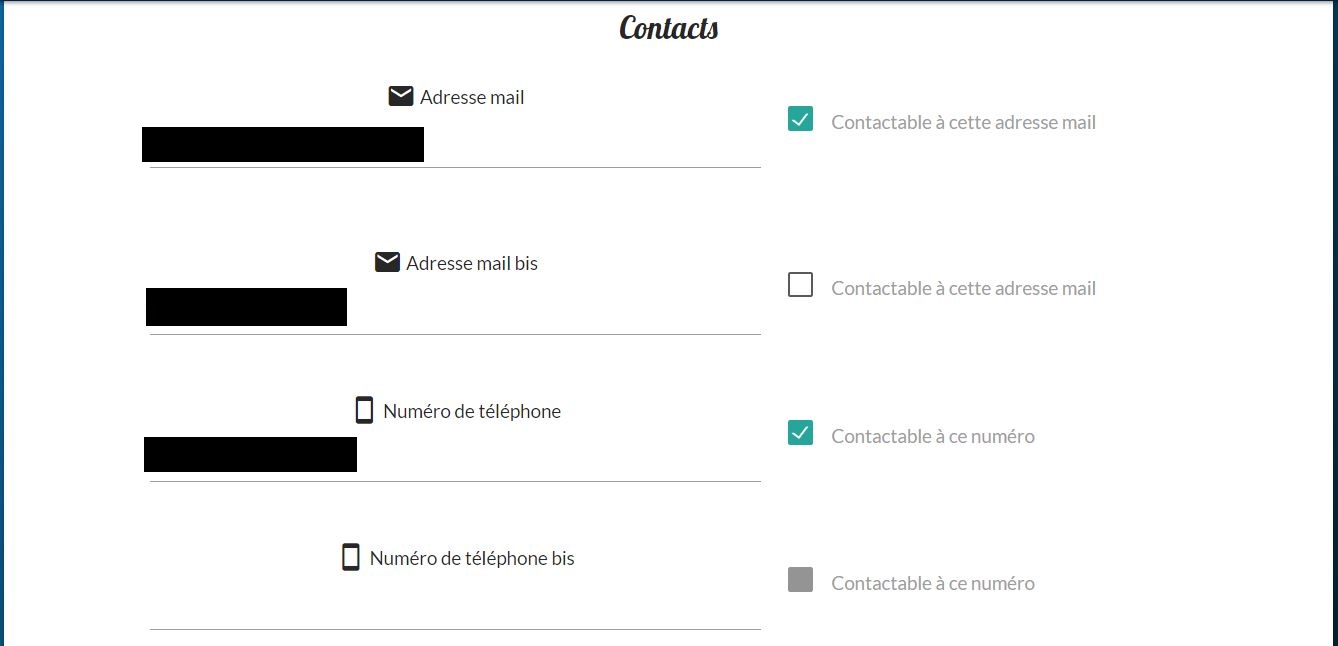 Contacts
Adresse mail
Contactable à cette adresse mail
Adresse mail bis
Contactable à cette adresse mail
Numéro de téléphone
Contactable à ce numéro
Numéro de téléphone bis
Contactable à ce numéro